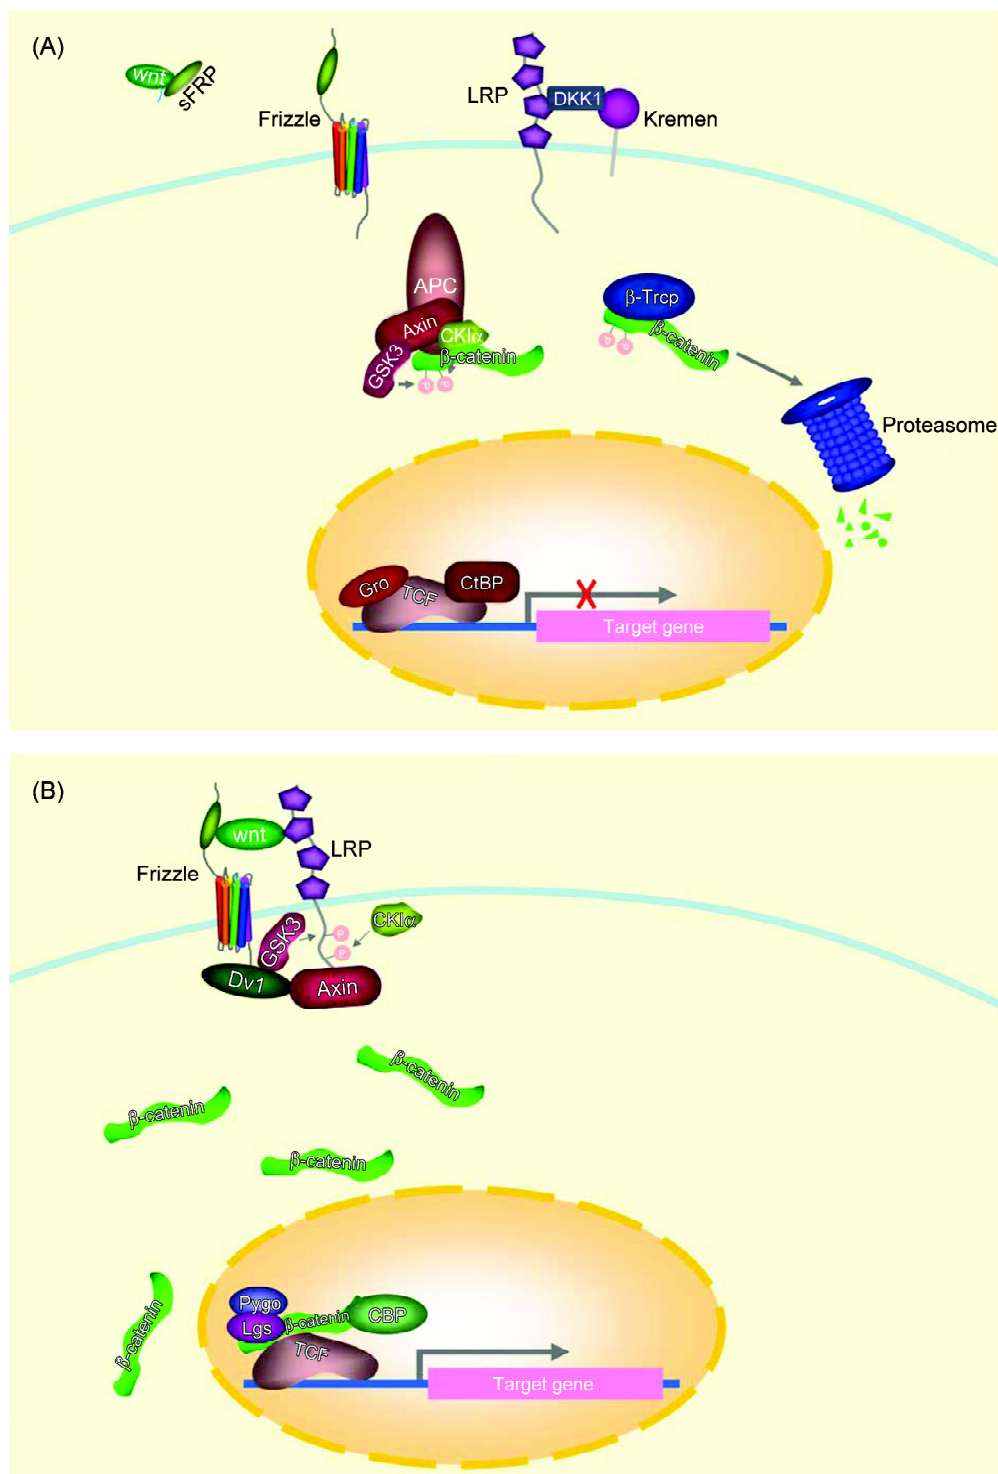 (A)
wnt
sFRP
Frizzle
LRP
DKK1
Kremen
APC
Axin
CKIα
GSK3
β-catenin
P
P
β-Trcp
β-catenin
P
P
Proteasome
Gro
TCF
CtBP
X
Target gene
(B)
wnt
LRP
Frizzle
GSK3
P
P
CKIα
Dv1
Axin
β-catenin
β-catenin
β-catenin
β-catenin
Pygo
Lgs
β-catenin
CBP
TCF
Target gene